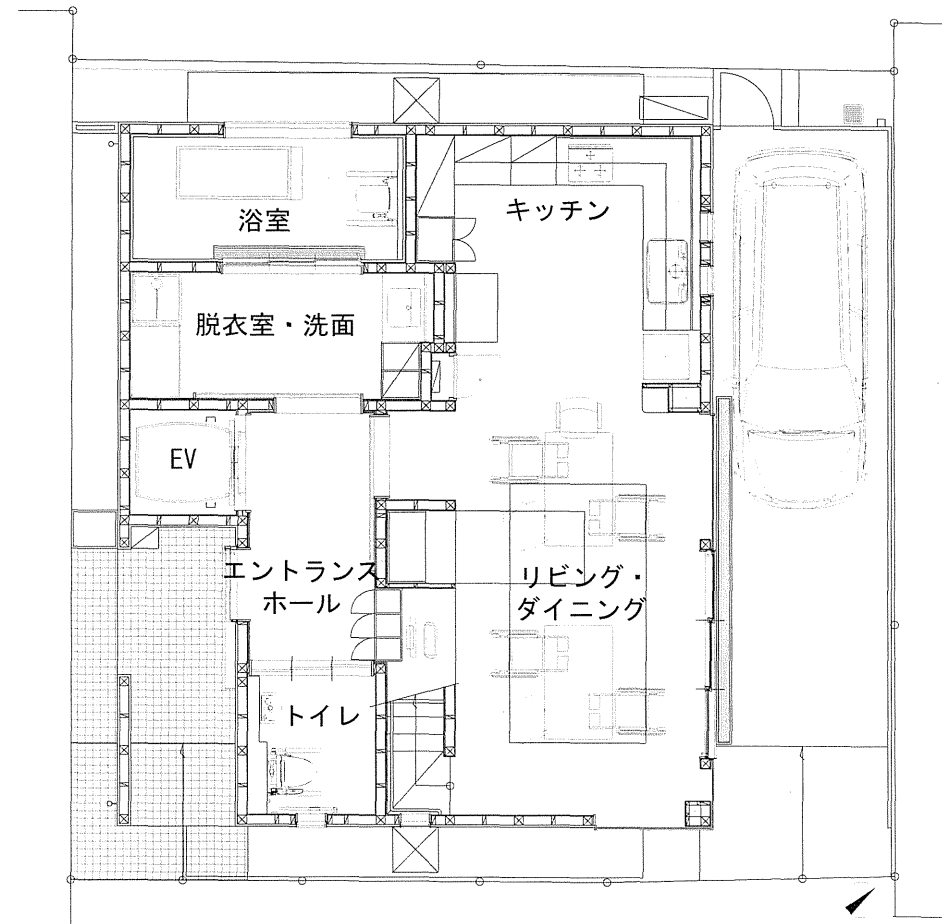 浴室
キッチン
脱衣室・洗面
EV
エントランス
ホール
リビング・
ダイニング
トイレ